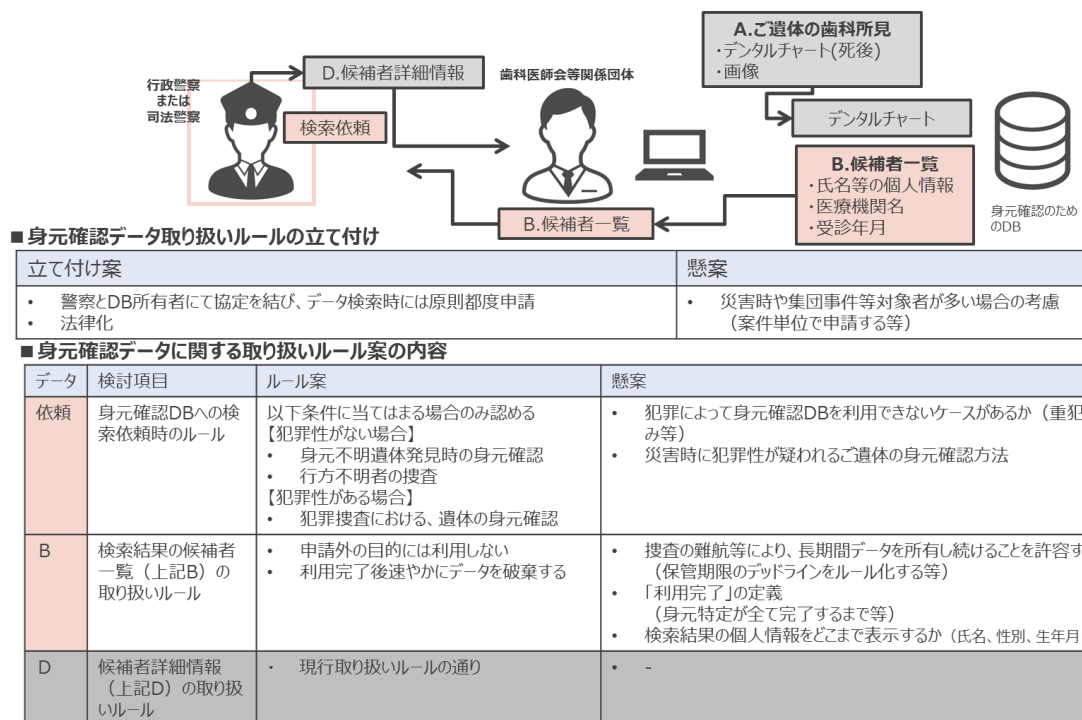 行政警察
または
司法警察
D.候補者詳細情報
検索依頼
歯科医師会等関係団体
A.ご遺体の歯科所見
・デンタルチャート(死後)
・画像
デンタルチャート
B.候補者一覧
・氏名等の個人情報
・医療機関名
・受診年月
B.候補者一覧
身元確認のため
のDB
■身元確認データ取り扱いルールの立て付け
立て付け案
懸案
• 警察とDB所有者にて協定を結び、データ検索時には原則都度申請
• 法律化
• 災害時や集団事件等対象者が多い場合の考慮
（案件単位で申請する等）
■身元確認データに関する取り扱いルール案の内容
データ
検討項目
ルール案
懸案
依頼
身元確認DBへの検
索依頼時のルール
以下条件に当てはまる場合のみ認める
【犯罪性がない場合】
• 身元不明遺体発見時の身元確認
• 行方不明者の捜査
【犯罪性がある場合】
• 犯罪捜査における、遺体の身元確認
• 犯罪によって身元確認DBを利用できないケースがあるか（重犯
み等）
• 災害時に犯罪性が疑われるご遺体の身元確認方法
B
検索結果の候補者
一覧（上記B）の
取り扱いルール
• 申請外の目的には利用しない
• 利用完了後速やかにデータを破棄する
• 捜査の難航等により、長期間データを所有し続けることを許容す
（保管期限のデッドラインをルール化する等）
• 「利用完了」の定義
（身元特定が全て完了するまで等）
• 検索結果の個人情報をどこまで表示するか（氏名、性別、生年月
D
候補者詳細情報
（上記D）の取り扱
いルール
・ 現行取り扱いルールの通り
• -